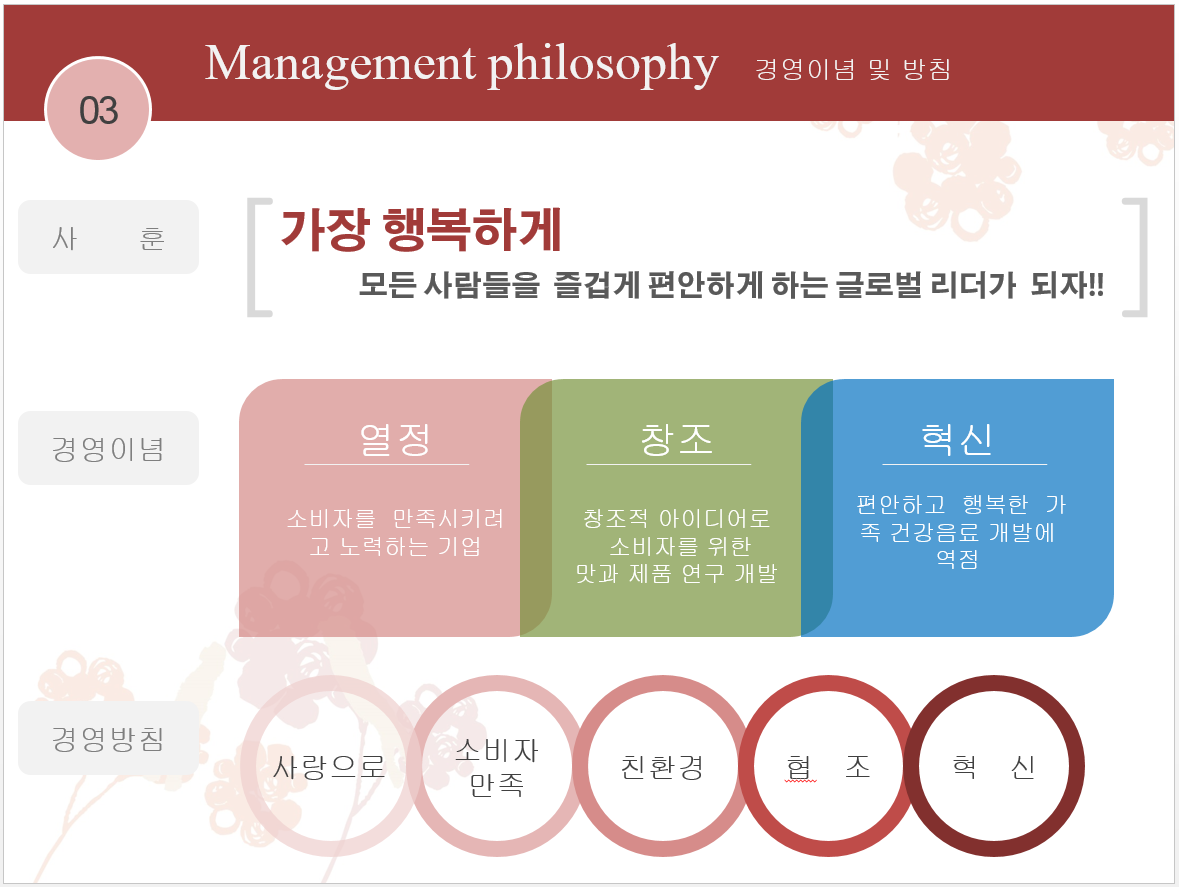 Management philosophy 경영이념 및 방침
03
사 훈
가장 행복하게
모든 사람들을 즐겁게 편안하게 하는 글로벌 리더가 되자!!
경영이념
열정
소비자를 만족시키려
고 노력하는 기업
창조
창조적 아이디어로
소비자를 위한
맛과 제품 연구 개발
혁신
편안하고 행복한 가
족 건강음료 개발에
역점
경영방침
사랑으로
소비자
만족
친환경
협 조
혁 신